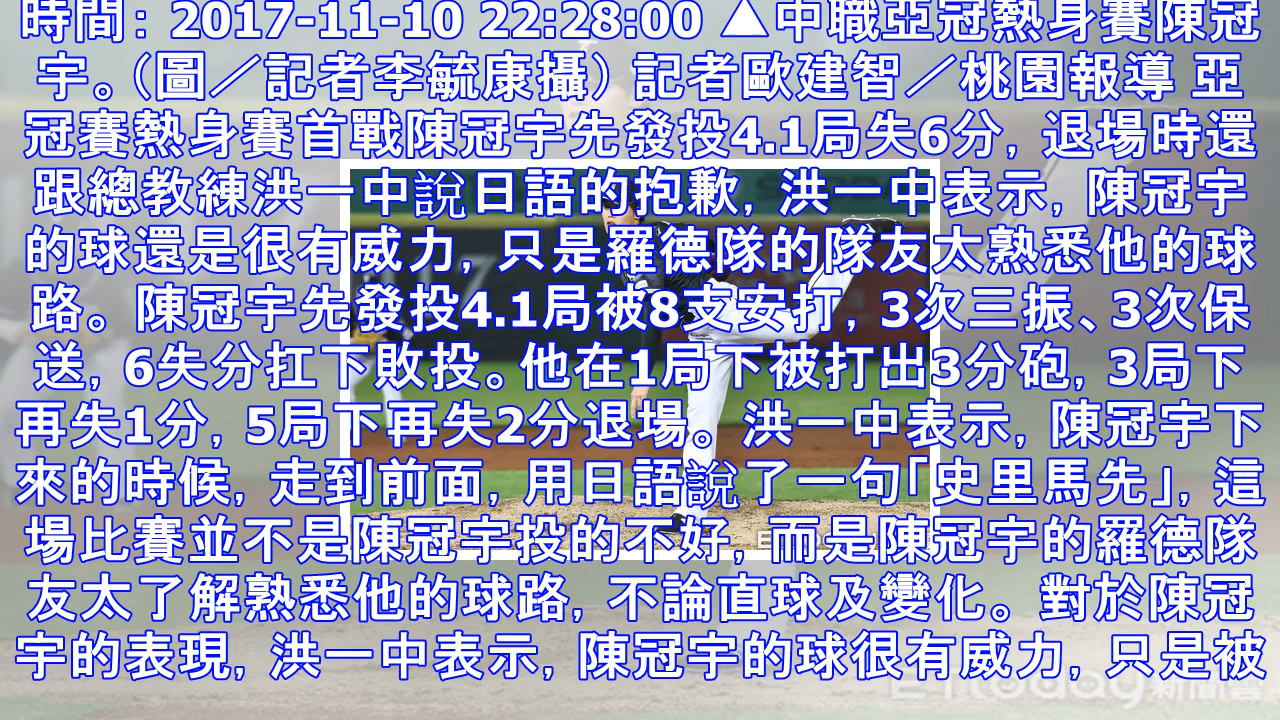 時間: 2017-11-10 22:28:00 ▲中職亞冠熱身賽陳冠
宇。(圖／記者李毓康攝) 記者歐建智／桃園報導 亞
冠賽熱身賽首戰陳冠宇先發投4.1局失6分, 退場時還
跟總教練洪一中說日語的抱歉, 洪一中表示, 陳冠宇
的球還是很有威力, 只是羅德隊的隊友太熟悉他的球
路。 陳冠宇先發投4.1局被8支安打, 3次三振、3次保
送, 6失分扛下敗投。他在1局下被打出3分砲, 3局下
再失1分, 5局下再失2分退場。 洪一中表示, 陳冠宇下
來的時候, 走到前面, 用日語說了一句「史里馬先」, 這
場比賽並不是陳冠宇投的不好, 而是陳冠宇的羅德隊
友太了解熟悉他的球路, 不論直球及變化。 對於陳冠
宇的表現, 洪一中表示, 陳冠宇的球很有威力, 只是被
ETtoday新聞雲